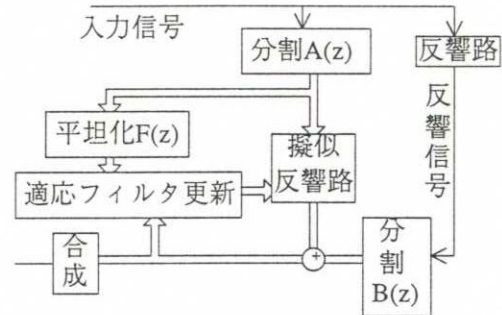 入力信号
分割A(z)
反響路
反響信号
平坦化F(z)
擬似
反響路
適応フィルタ更新
合成
+
分割
B(z)